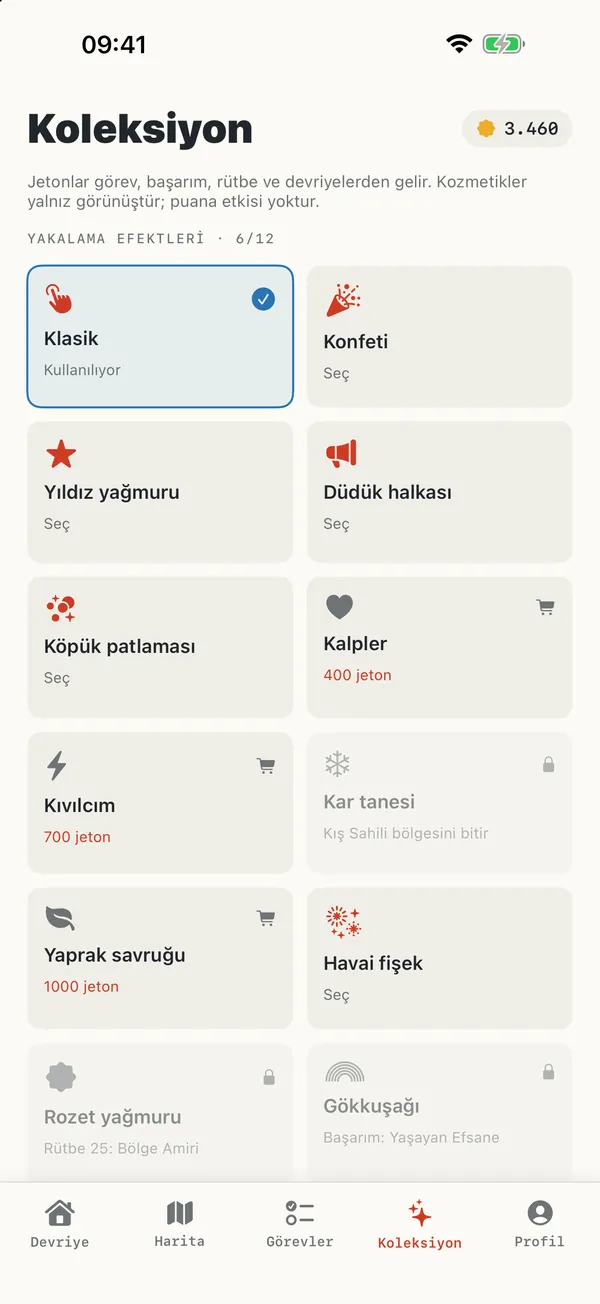 09:41
Koleksiyon
3.460
Jetonlar görev, başarım, rütbe ve devriyelerden gelir. Kozmetikler
yalnız görünüştür; puana etkisi yoktur.
YAKALAMA EFEKTLERİ · 6/12
Klasik
Kullanılıyor
Konfeti
Seç
Yıldız yağmuru
Seç
Düdük halkası
Seç
Köpük patlaması
Seç
Kalpler
400 jeton
Kıvılcım
700 jeton
Kar tanesi
Kış Sahili bölgesini bitir
Yaprak savruğu
1000 jeton
Havai fişek
Seç
Rozet yağmuru
Rütbe 25: Bölge Amiri
Gökkuşağı
Başarım: Yaşayan Efsane
Devriye
Harita
Görevler
Koleksiyon
Profil